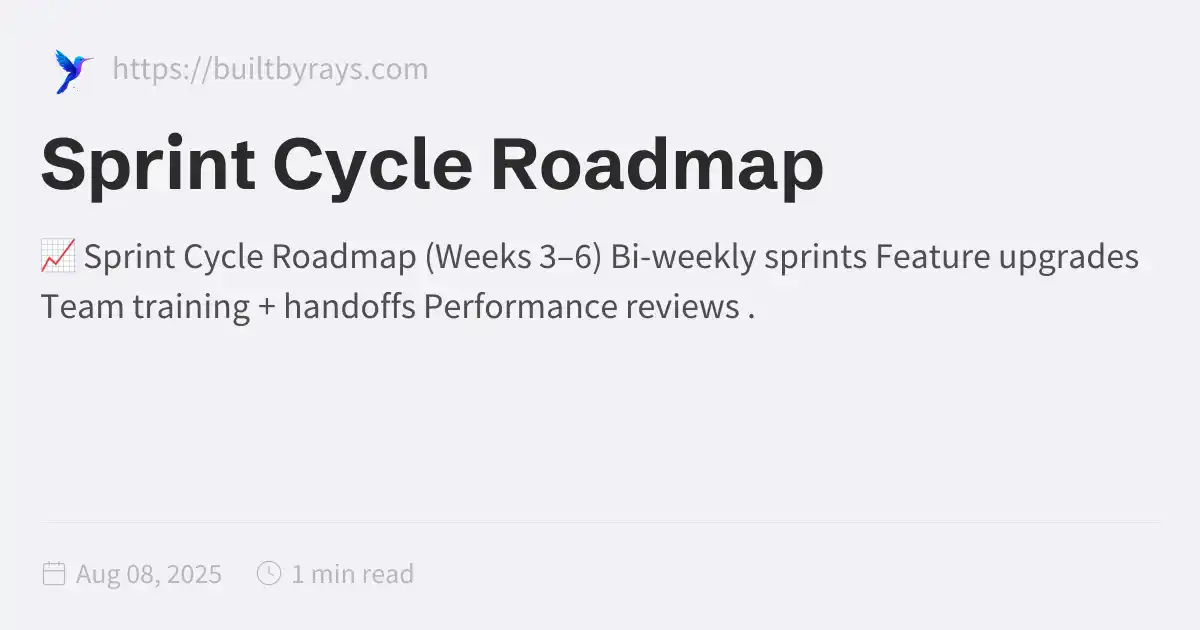 https://builtbyrays.com
Sprint Cycle Roadmap
📈 Sprint Cycle Roadmap (Weeks 3–6) Bi-weekly sprints Feature upgrades
Team training + handoffs Performance reviews .
Aug 08, 2025 1 min read